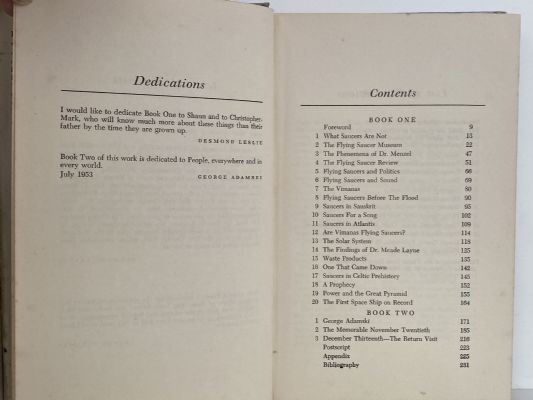 Dedications
I would like to dedicate Book One to Shaun and to Christopher-
Mark, who will know much more about these things than their
father by the time they are grown up.
DESMOND LESLIE
Book Two of this work is dedicated to People, everywhere and in
every world.
July 1953 GEORGE ADAMSKI
Contents
BOOK ONE
Foreword 9
1 What Saucers Are Not 13
2 The Flying Saucer Museum 22
3 The Phenomena of Dr. Menzel 47
4 The Flying Saucer Review 51
5 Flying Saucers and Politics 66
6 Flying Saucers and Sound 69
7 The Vimanas 80
8 Flying Saucers Before The Flood 90
9 Saucers in Sanskrit 95
10 Saucers For a Song 102
11 Saucers in Atlantis 109
12 Are Vimanas Flying Saucers? 114
13 The Solar System 118
14 The Findings of Dr. Meade Layne 125
15 Waste Products 135
16 One That Came Down 142
17 Saucers in Celtic Prehistory 145
18 A Prophecy 152
19 Power and the Great Pyramid 155
20 The First Space Ship on Record 164
BOOK TWO
1 George Adamski 171
2 The Memorable November Twentieth 185
3 December Thirteenth—The Return Visit 216
Postscript 223
Appendix 225
Bibliography 231